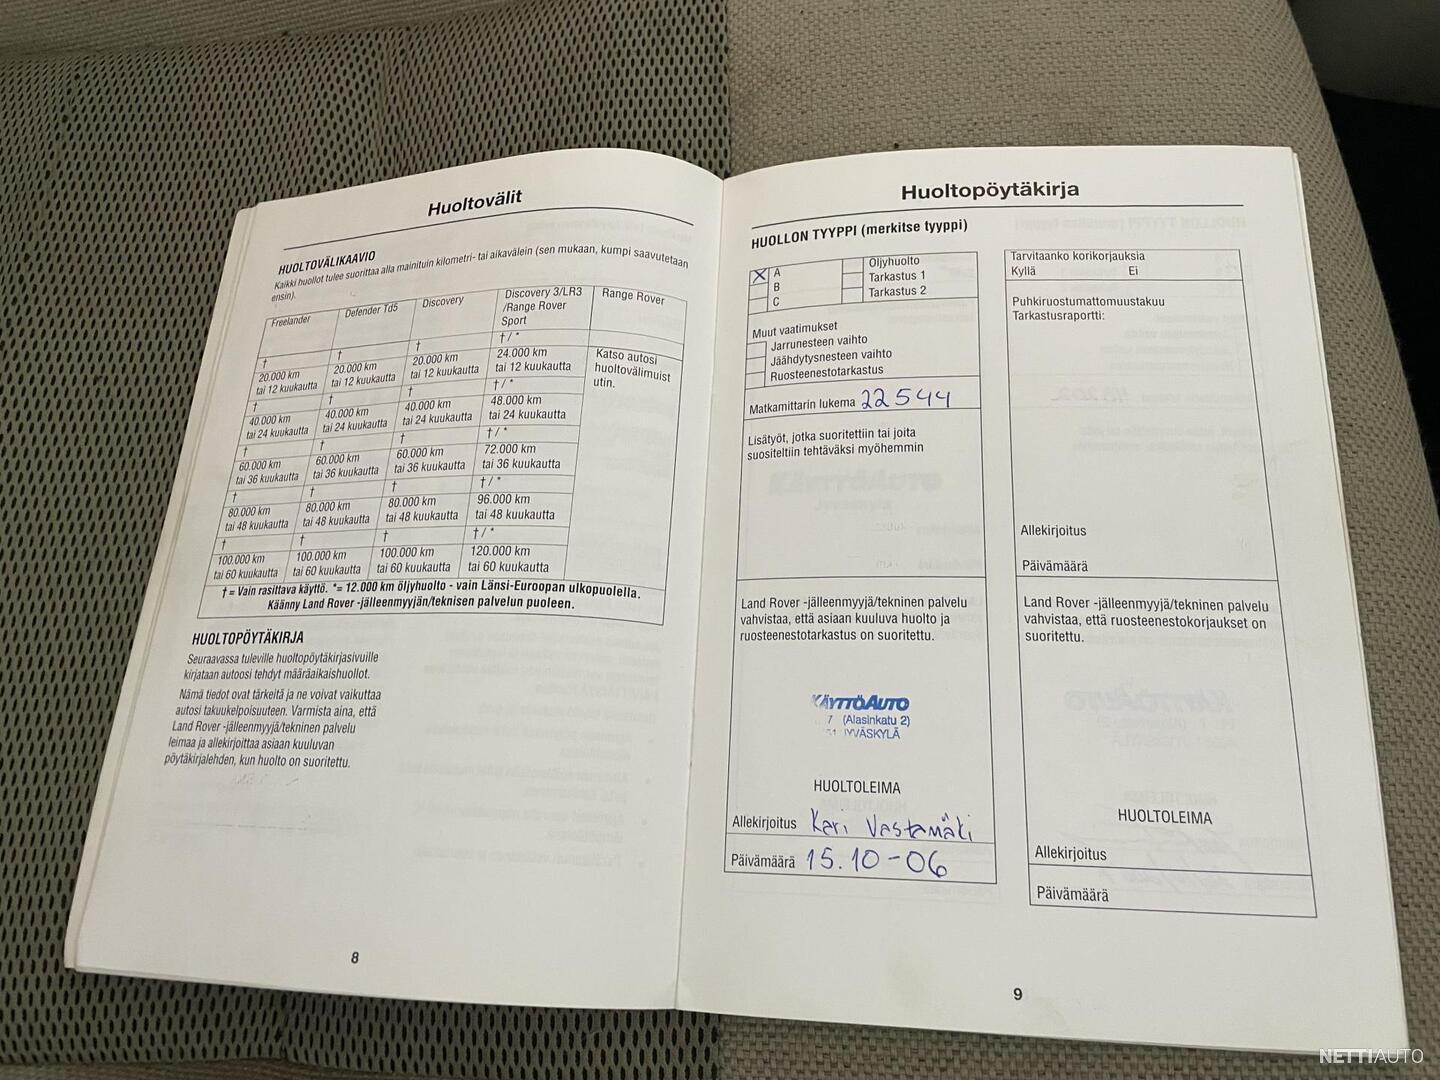 Huoltovälit
HUOLTOVÄLIKAAVIO
Kaikki huollot tulee suorittaa alla mainituin kilometri- tai aikavälein (sen mukaan, kumpi saavutetaan
ensin).
Freelander Defender Td5 Discovery Discovery 3/LR3 Range Rover
/Range Rover
Sport
† † † † / *
20.000 km 20.000 km 20.000 km 24.000 km Katso autosi
tai 12 kuukautta tai 12 kuukautta tai 12 kuukautta tai 12 kuukautta huoltovälimuist
† † † † / * utin.
40.000 km 40.000 km 40.000 km 48.000 km
tai 24 kuukautta tai 24 kuukautta tai 24 kuukautta tai 24 kuukautta
† † † † / *
60.000 km 60.000 km 60.000 km 72.000 km
tai 36 kuukautta tai 36 kuukautta tai 36 kuukautta tai 36 kuukautta
† † † † / *
80.000 km 80.000 km 80.000 km 96.000 km
tai 48 kuukautta tai 48 kuukautta tai 48 kuukautta tai 48 kuukautta
† † † † / *
100.000 km 100.000 km 100.000 km 120.000 km
tai 60 kuukautta tai 60 kuukautta tai 60 kuukautta tai 60 kuukautta
† = Vain rasittava käyttö. *= 12.000 km öljyhuolto - vain Länsi-Euroopan ulkopuolella.
Käänny Land Rover -jälleenmyyjän/teknisen palvelun puoleen.
HUOLTOPÖYTÄKIRJA
Seuraavassa tuleville huoltopöytäkirjasivuille
kirjataan autoosi tehdyt määräaikaishuollot.
Nämä tiedot ovat tärkeitä ja ne voivat vaikuttaa
autosi takuukelpoisuuteen. Varmista aina, että
Land Rover -jälleenmyyjä/tekninen palvelu
leimaa ja allekirjoittaa asiaan kuuluvan
pöytäkirjalehden, kun huolto on suoritettu.
8
Huoltopöytäkirja
HUOLLON TYYPPI (merkitse tyyppi)
X A Öljyhuolto
B Tarkastus 1
C Tarkastus 2
Muut vaatimukset
Jarrunesteen vaihto
Jäähdytysnesteen vaihto
Ruosteenestotarkastus
Matkamittarin lukema 22544
Lisätyöt, jotka suoritettiin tai joita
suositeltiin tehtäväksi myöhemmin
Land Rover -jälleenmyyjä/tekninen palvelu
vahvistaa, että asiaan kuuluva huolto ja
ruosteenestotarkastus on suoritettu.
KÄYTTÖAUTO
7 (Alasinkatu 2)
JYVÄSKYLÄ
HUOLTOLEIMA
Allekirjoitus Kari Vastamäki
Päivämäärä 15.10-06
Tarvitaanko korikorjauksia
Kyllä Ei
Puhkiruostumattomuustakuu
Tarkastusraportti:
Allekirjoitus
Päivämäärä
Land Rover -jälleenmyyjä/tekninen palvelu
vahvistaa, että ruosteenestokorjaukset on
suoritettu.
HUOLTOLEIMA
Allekirjoitus
Päivämäärä
9
NETTIAUTO